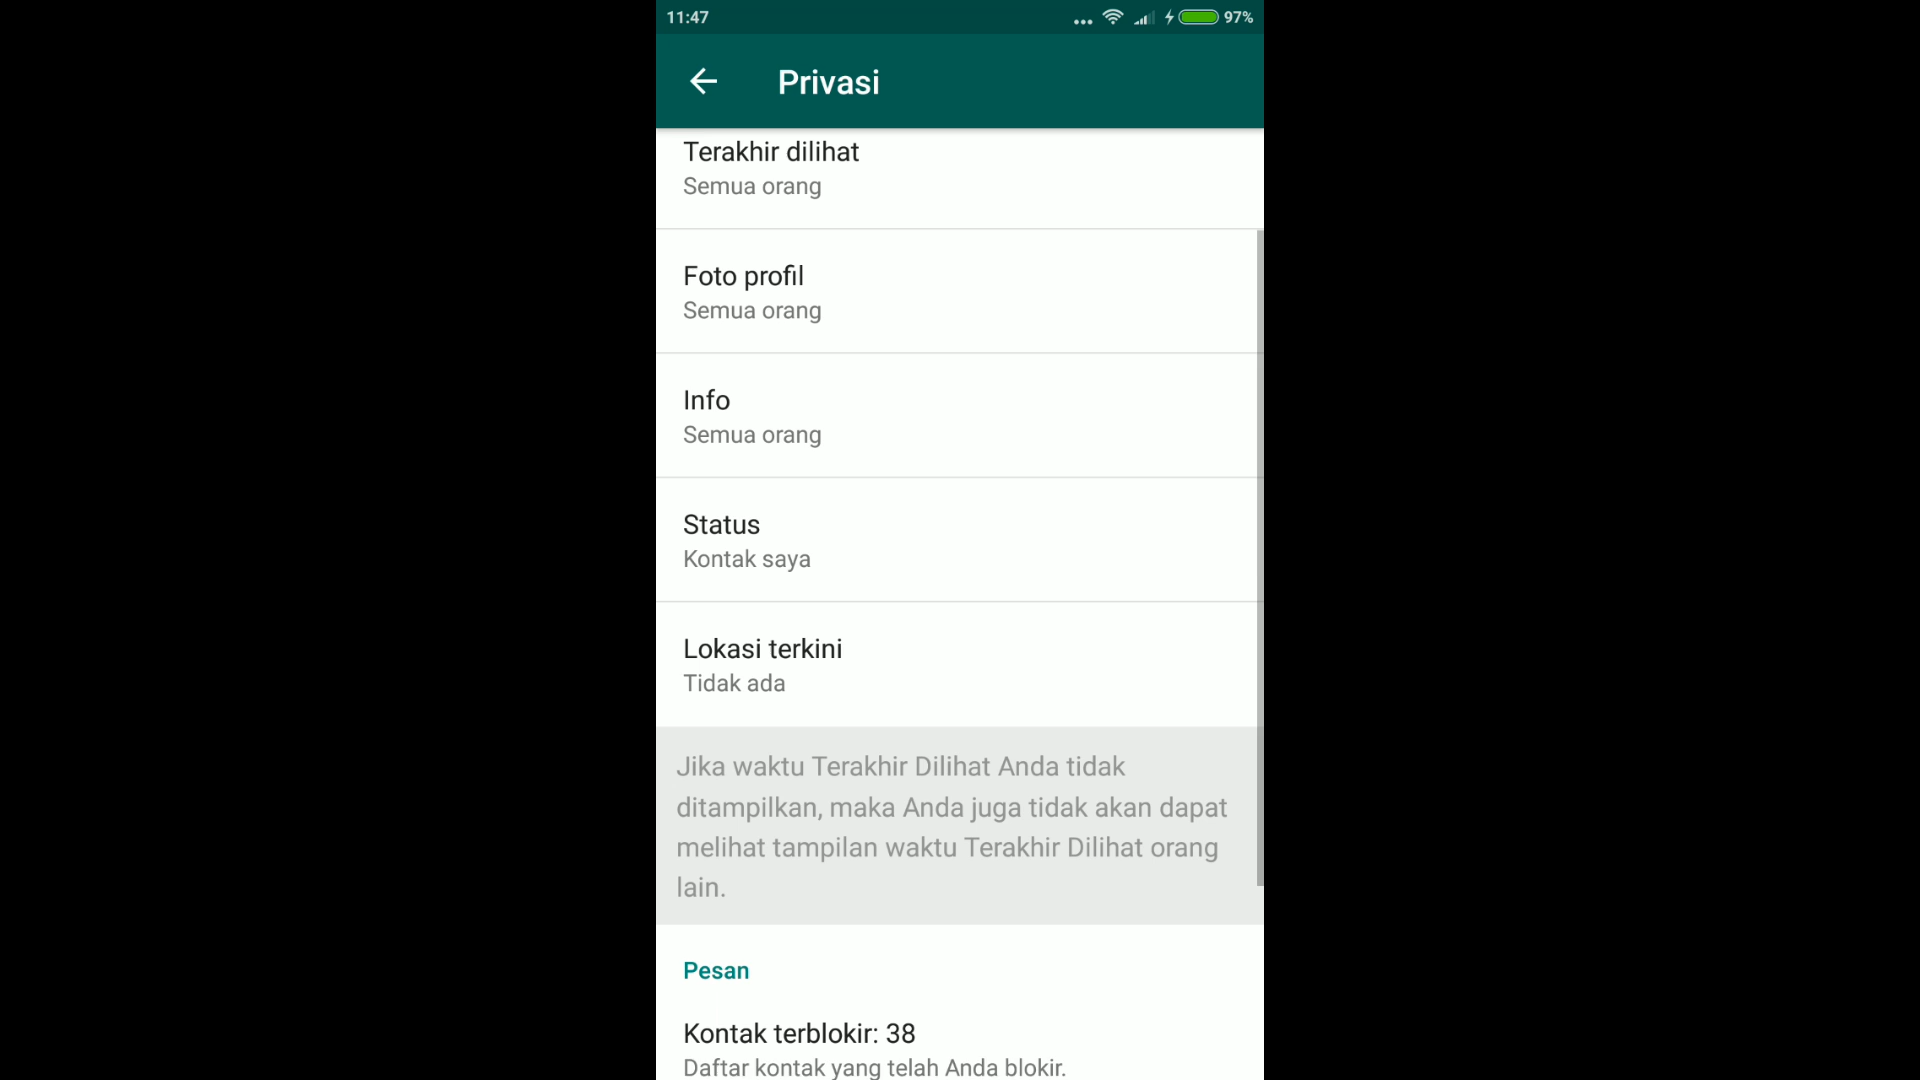 11:47
97%
Privasi
Terakhir dilihat
Semua orang
Foto profil
Semua orang
Info
Semua orang
Status
Kontak saya
Lokasi terkini
Tidak ada
Jika waktu Terakhir Dilihat Anda tidak
ditampilkan, maka Anda juga tidak akan dapat
melihat tampilan waktu Terakhir Dilihat orang
lain.
Pesan
Kontak terblokir: 38
Daftar kontak yang telah Anda blokir.